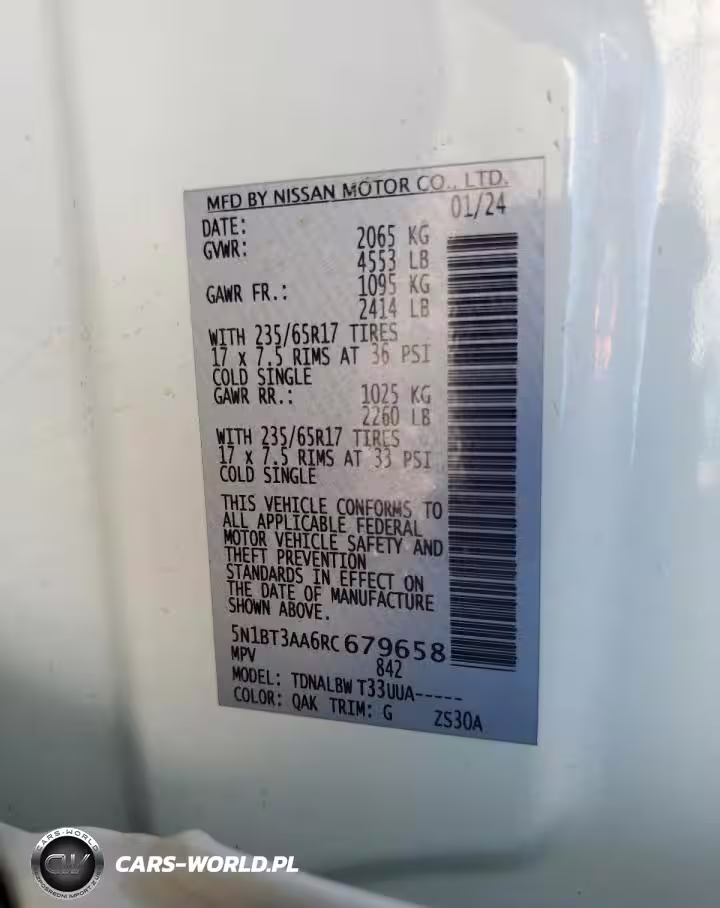 MFD BY NISSAN MOTOR CO., LTD.
DATE: 01/24
GVWR: 2065 KG
4553 LB
GAWR FR.: 1095 KG
2414 LB
WITH 235/65R17 TIRES
17 x 7.5 RIMS AT 36 PSI
COLD SINGLE
GAWR RR.: 1025 KG
2260 LB
WITH 235/65R17 TIRES
17 x 7.5 RIMS AT 33 PSI
COLD SINGLE
THIS VEHICLE CONFORMS TO
ALL APPLICABLE FEDERAL
MOTOR VEHICLE SAFETY AND
THEFT PREVENTION
STANDARDS IN EFFECT ON
THE DATE OF MANUFACTURE
SHOWN ABOVE.
5N1BT3AA6RC679658
MPV 842
MODEL: TDNALBW T33UUA-----
COLOR: QAK TRIM: G ZS30A
CARS-WORLD
CW
CARS-WORLD.PL